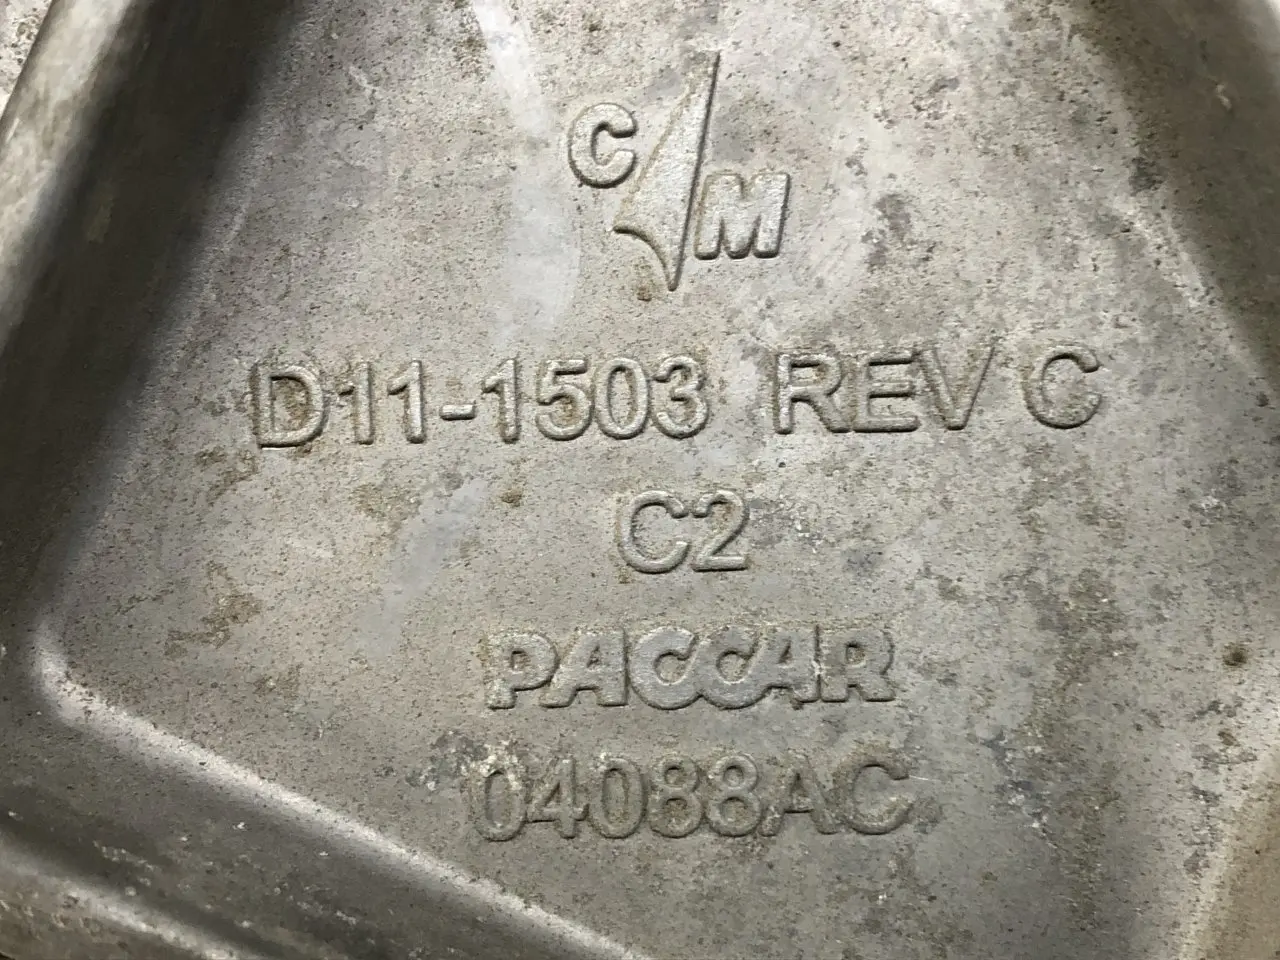 C M
D11-1503 REV C
C2
PACCAR
04088AC